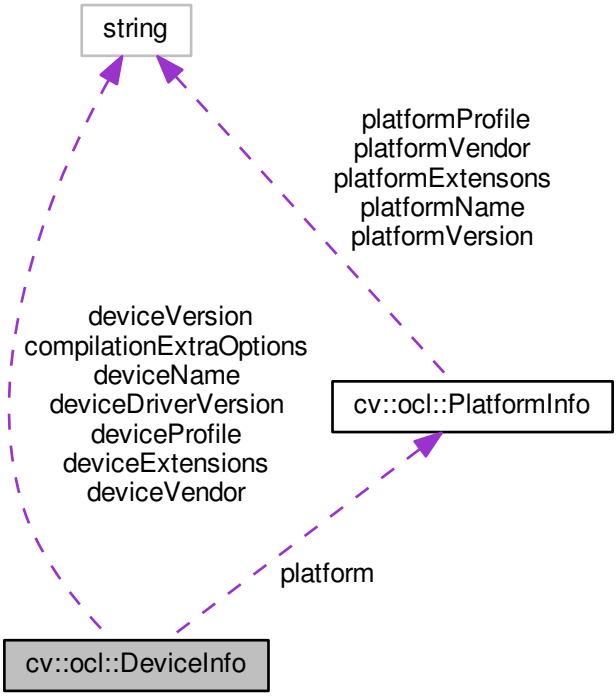 string
platformProfile
platformVendor
platformExtensons
platformName
platformVersion
deviceVersion
compilationExtraOptions
deviceName
deviceDriverVersion
deviceProfile
deviceExtensions
deviceVendor
cv::ocl::PlatformInfo
platform
cv::ocl::DeviceInfo